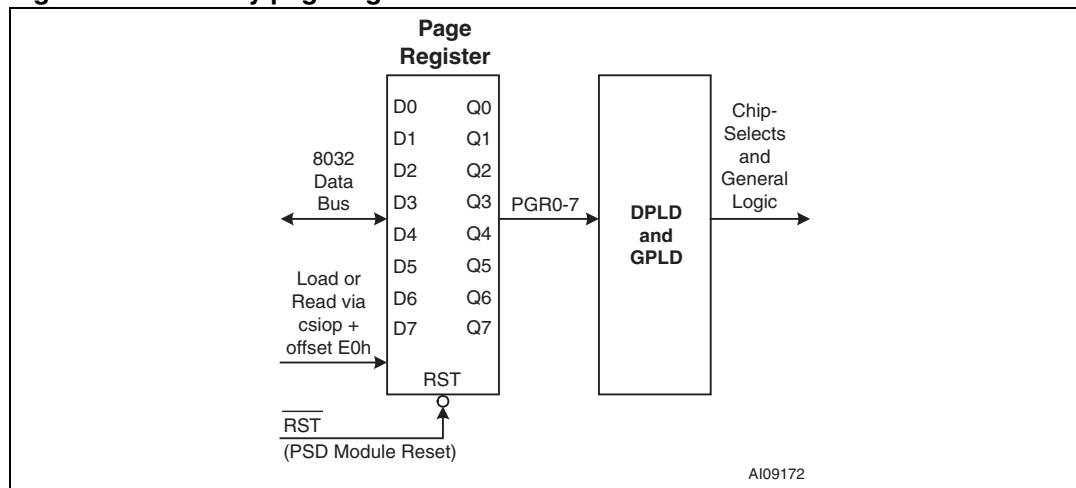 Page
Register
D0 Q0
D1 Q1
D2 Q2
D3 Q3
D4 Q4
D5 Q5
D6 Q6
D7 Q7
RST
8032
Data
Bus
Load or
Read via
csiop +
offset E0h
RST
(PSD Module Reset)
PGR0-7
DPLD
and
GPLD
Chip-
Selects
and
General
Logic
AI09172